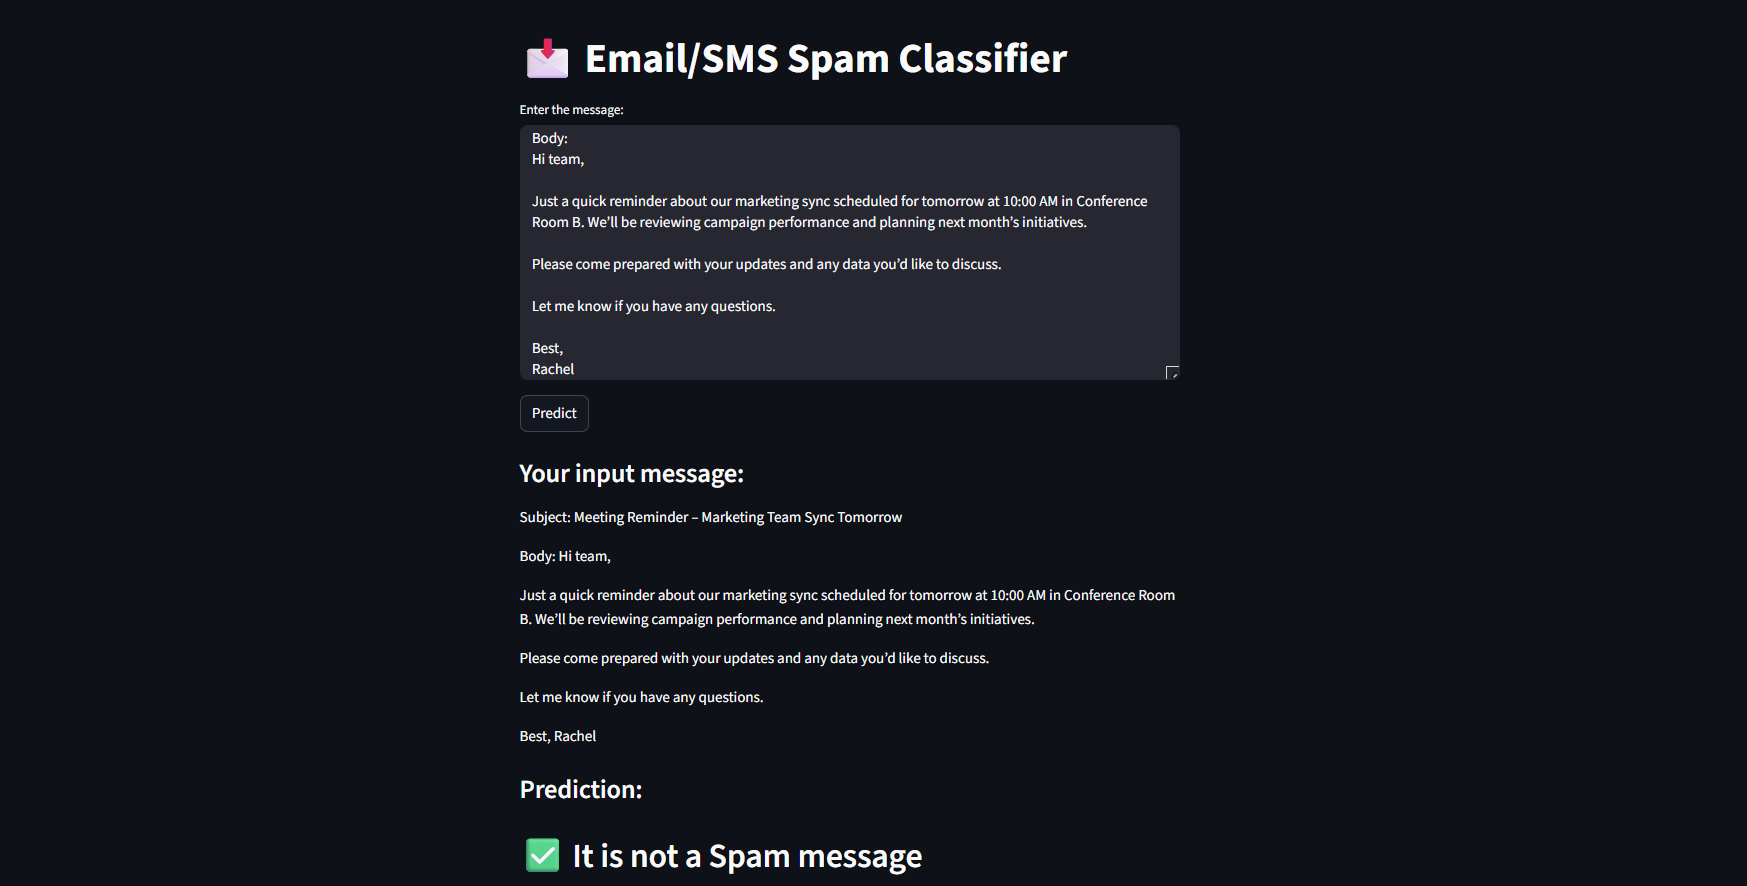 Email/SMS Spam Classifier
Enter the message:
Body:
Hi team,
Just a quick reminder about our marketing sync scheduled for tomorrow at 10:00 AM in Conference
Room B. We’ll be reviewing campaign performance and planning next month’s initiatives.
Please come prepared with your updates and any data you’d like to discuss.
Let me know if you have any questions.
Best,
Rachel
Predict
Your input message:
Subject: Meeting Reminder – Marketing Team Sync Tomorrow
Body: Hi team,
Just a quick reminder about our marketing sync scheduled for tomorrow at 10:00 AM in Conference Room
B. We’ll be reviewing campaign performance and planning next month’s initiatives.
Please come prepared with your updates and any data you’d like to discuss.
Let me know if you have any questions.
Best, Rachel
Prediction:
It is not a Spam message